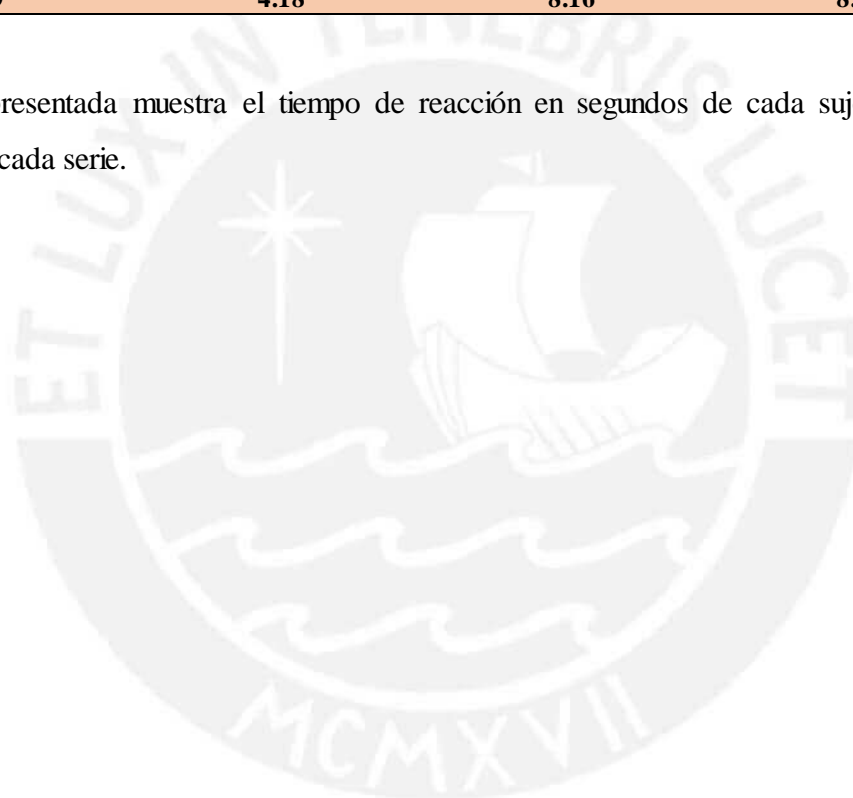 4.18 8.16
resentada muestra el tiempo de reacción en segundos de cada suj
cada serie.
ET LUX IN TENEBRIS LUCET
MCMXVII